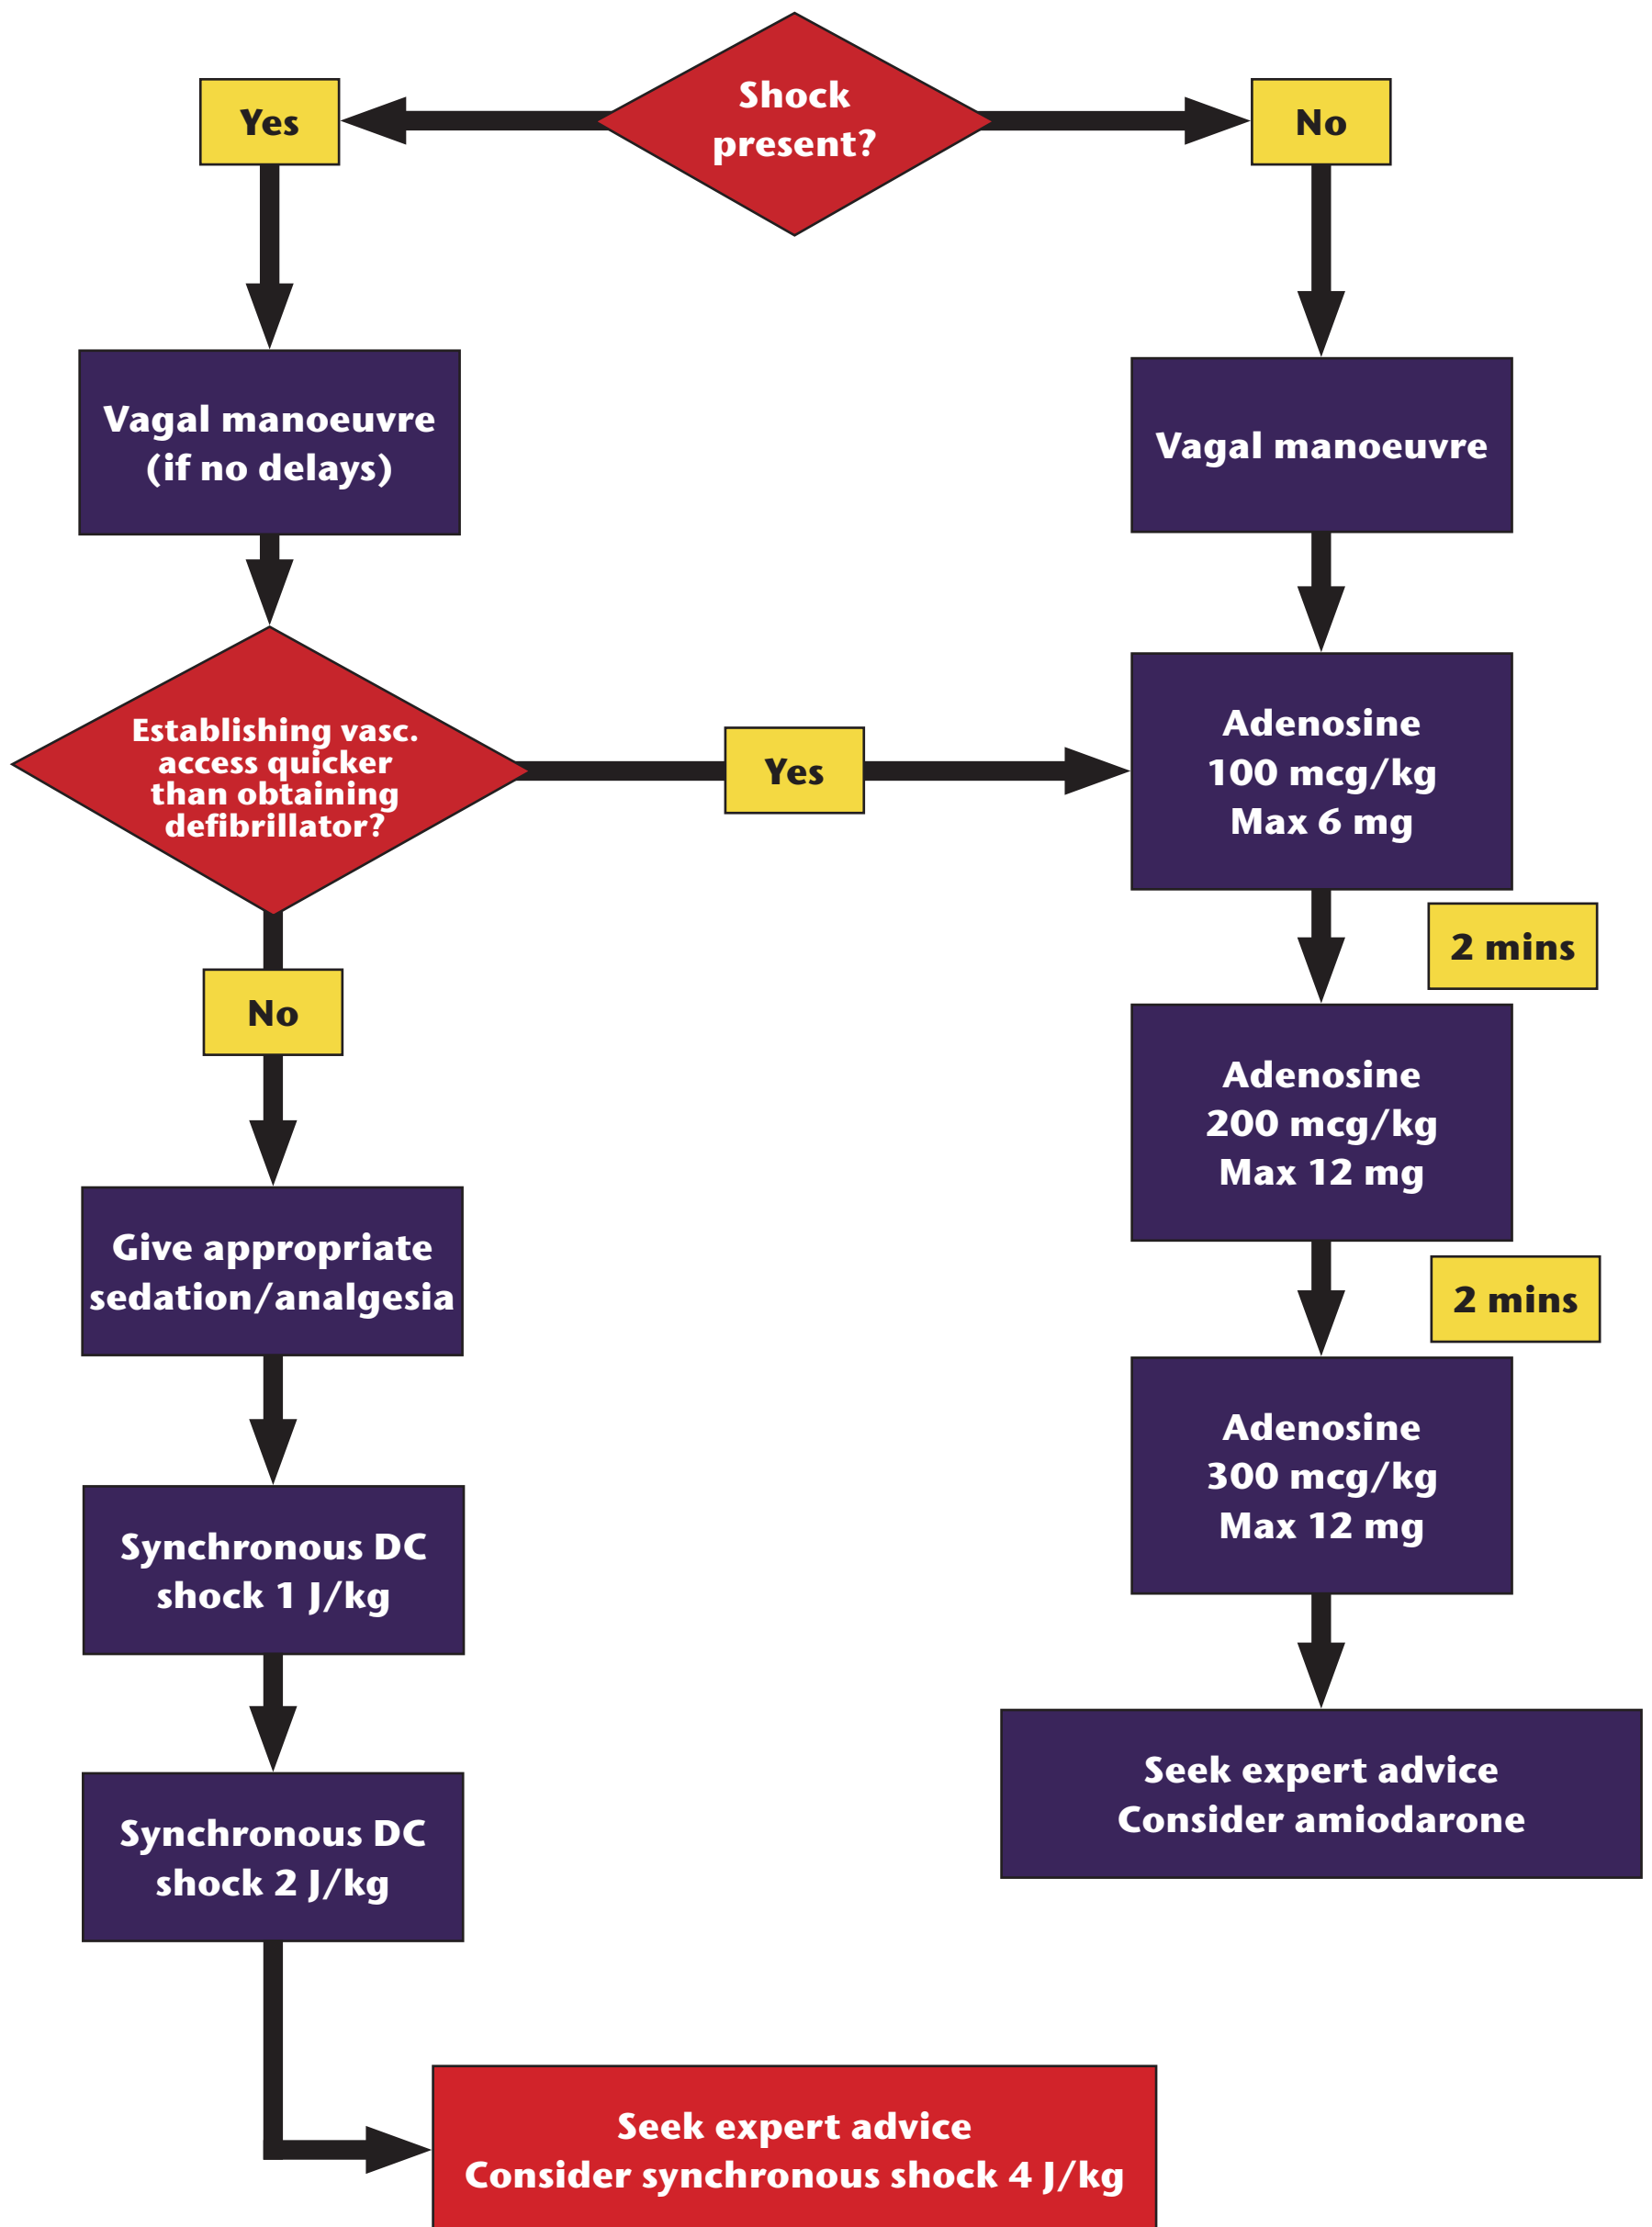 Shock
present?
Yes
No
Vagal manoeuvre
(if no delays)
Vagal manoeuvre
Establishing vasc.
access quicker
than obtaining
defibrillator?
Yes
Adenosine
100 mcg/kg
Max 6 mg
2 mins
No
Adenosine
200 mcg/kg
Max 12 mg
Give appropriate
sedation/analgesia
2 mins
Adenosine
300 mcg/kg
Max 12 mg
Synchronous DC
shock 1 J/kg
Seek expert advice
Consider amiodarone
Synchronous DC
shock 2 J/kg
Seek expert advice
Consider synchronous shock 4 J/kg